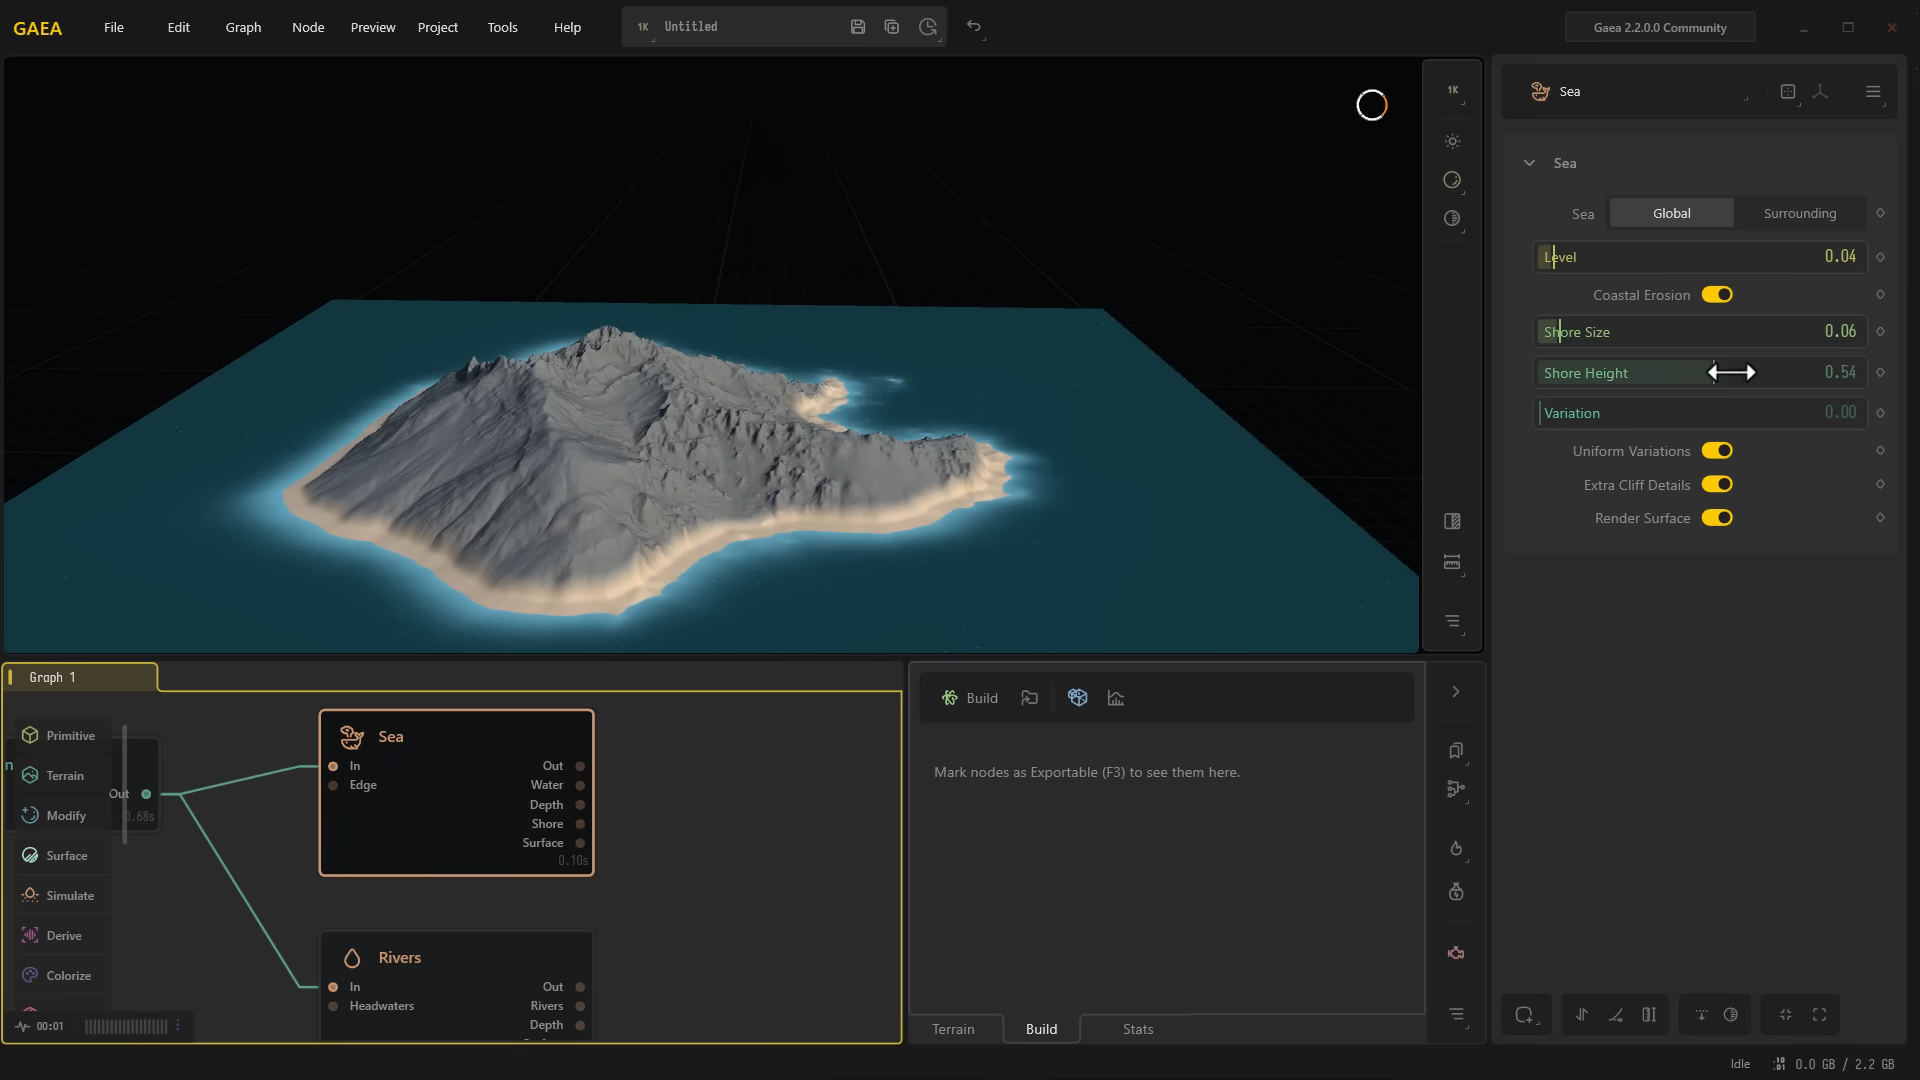 GAEA File Edit Graph Node Preview Project Tools Help 1K Untitled Gaea 2.2.0.0 Community
1K
Sea
Sea
Sea Global Surrounding
Level 0.04
Coastal Erosion
Shore Size 0.06
Shore Height 0.54
Variation 0.00
Uniform Variations
Extra Cliff Details
Render Surface
Graph 1
Primitive
Terrain
Modify
Surface
Simulate
Derive
Colorize
00:01
n
Out
0.68s
Sea
In Out
Edge Water
Depth
Shore
Surface
0.10s
Rivers
In Out
Headwaters Rivers
Depth
Build
Mark nodes as Exportable (F3) to see them here.
Terrain Build Stats
Idle 0.0 GB / 2.2 GB